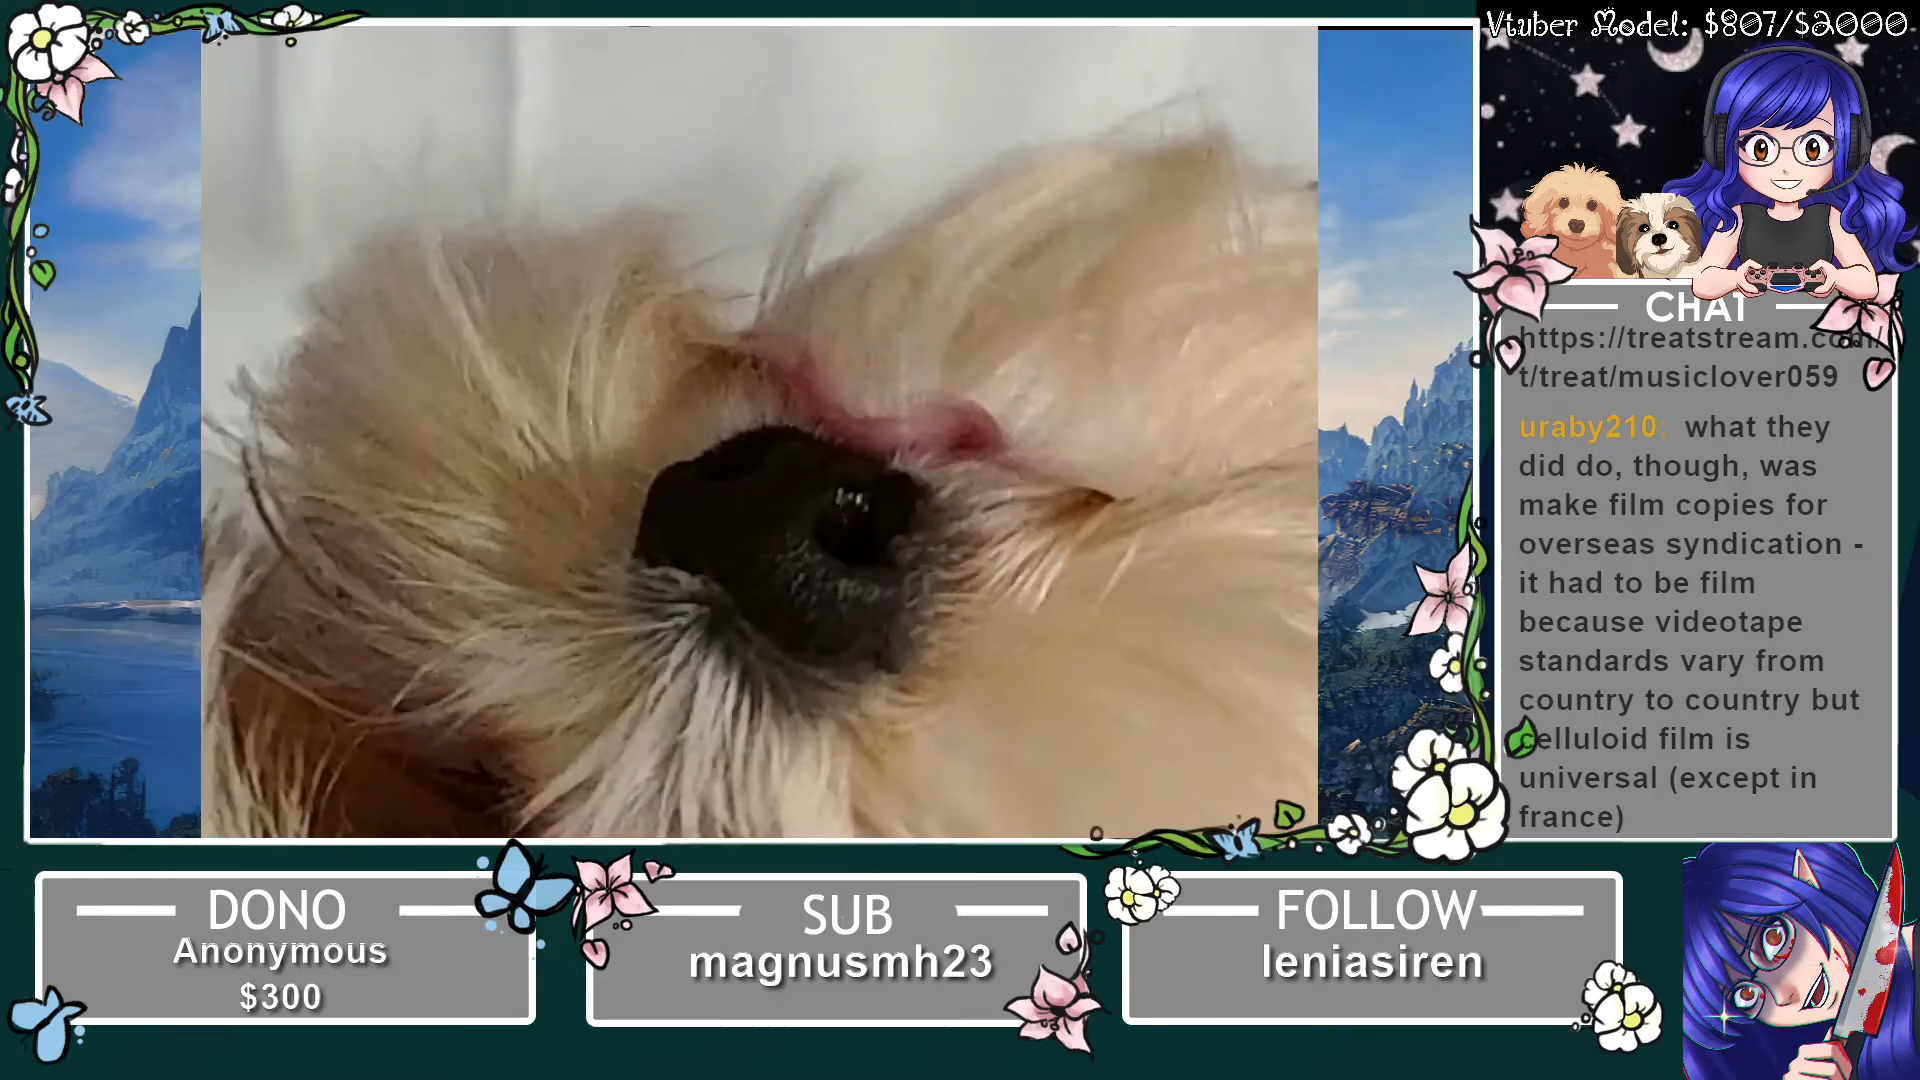 Vtuber Model: $807/$2000
CHAT
https://treatstream.com/
t/treat/musiclover059
uraby210: what they
did do, though, was
make film copies for
overseas syndication -
it had to be film
because videotape
standards vary from
country to country but
celluloid film is
universal (except in
france)
DONO
Anonymous
$300
SUB
magnusmh23
FOLLOW
leniasiren